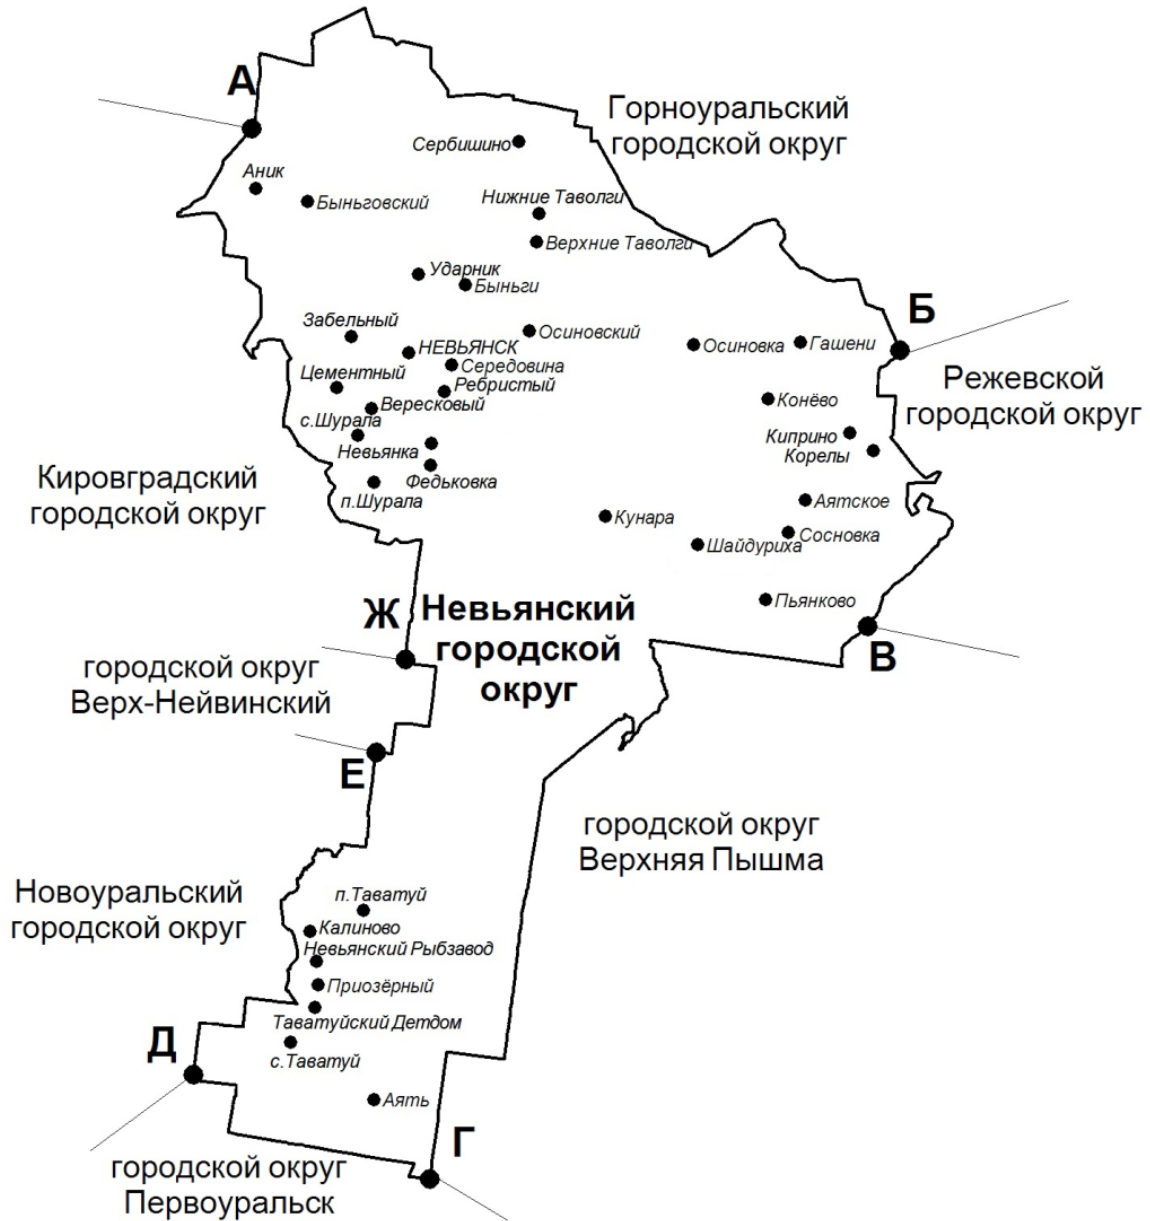 А
Горноуральский
городской округ
Сербишино
Аник
Быньговский
Нижние Таволги
Верхние Таволги
Ударник
Быньги
Б
Забельный
Осиновский
НЕВЬЯНСК
Осиновка
Гашени
Середовина
Цементный
Ребристый
Режевской
городской округ
Вересковый
Конёво
с.Шурала
Киприно
Невьянка
Корелы
Кировградский
городской округ
Федьковка
п.Шурала
Аятское
Кунара
Сосновка
Шайдуриха
Пьянково
Ж
Невьянский
городской
округ
В
городской округ
Верх-Нейвинский
Е
городской округ
Верхняя Пышма
Новоуральский
городской округ
п.Таватуй
Калиново
Невьянский Рыбзавод
Приозёрный
Таватуйский Детдом
Д
с.Таватуй
Аять
Г
городской округ
Первоуральск